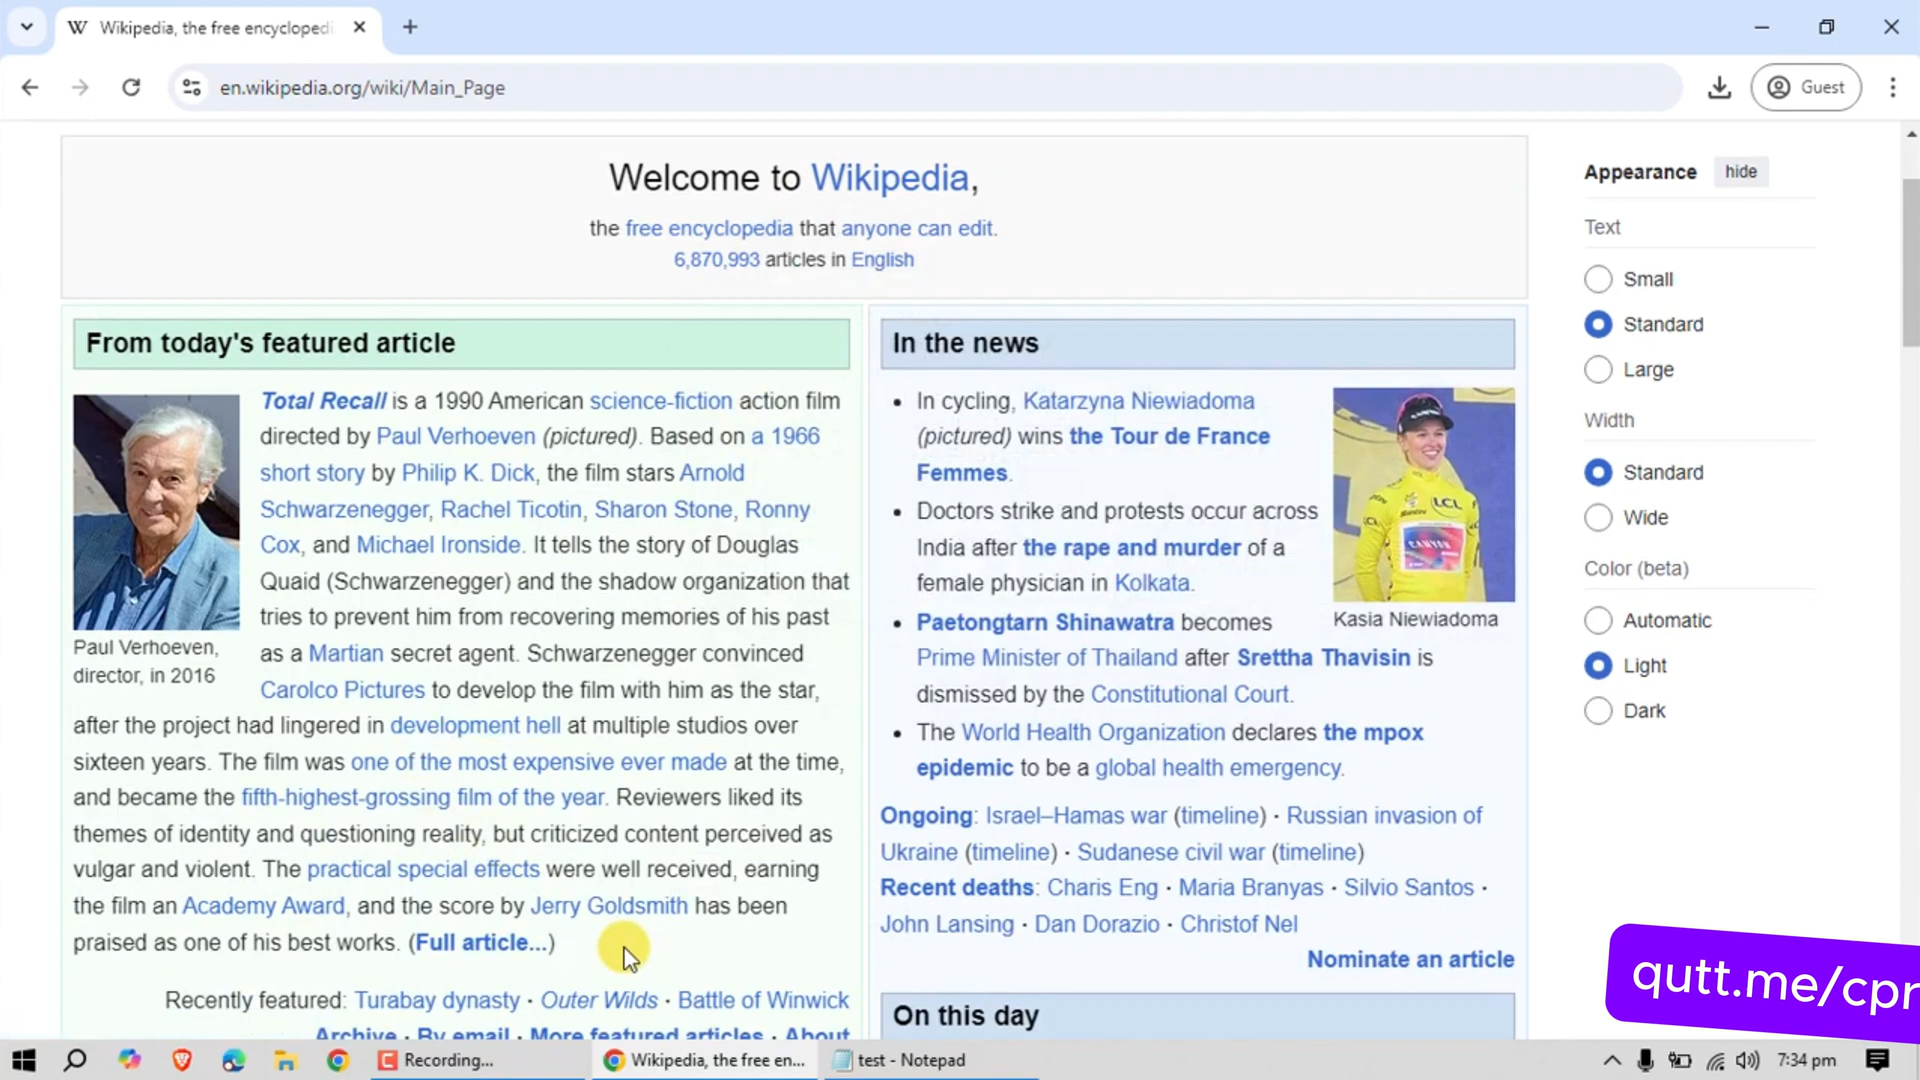 Wikipedia, the free encyclopedi
en.wikipedia.org/wiki/Main_Page
Guest
Welcome to Wikipedia,
the free encyclopedia that anyone can edit.
6,870,993 articles in English
From today's featured article
Total Recall is a 1990 American science-fiction action film
directed by Paul Verhoeven (pictured). Based on a 1966
short story by Philip K. Dick, the film stars Arnold
Schwarzenegger, Rachel Ticotin, Sharon Stone, Ronny
Cox, and Michael Ironside. It tells the story of Douglas
Quaid (Schwarzenegger) and the shadow organization that
tries to prevent him from recovering memories of his past
as a Martian secret agent. Schwarzenegger convinced
Carolco Pictures to develop the film with him as the star,
after the project had lingered in development hell at multiple studios over
sixteen years. The film was one of the most expensive ever made at the time,
and became the fifth-highest-grossing film of the year. Reviewers liked its
themes of identity and questioning reality, but criticized content perceived as
vulgar and violent. The practical special effects were well received, earning
the film an Academy Award, and the score by Jerry Goldsmith has been
praised as one of his best works. (Full article...)
Paul Verhoeven,
director, in 2016
Recently featured: Turabay dynasty · Outer Wilds · Battle of Winwick
Archive · By email · More featured articles · About
In the news
In cycling, Katarzyna Niewiadoma
(pictured) wins the Tour de France
Femmes.
Doctors strike and protests occur across
India after the rape and murder of a
female physician in Kolkata.
Paetongtarn Shinawatra becomes
Prime Minister of Thailand after Srettha Thavisin is
dismissed by the Constitutional Court.
The World Health Organization declares the mpox
epidemic to be a global health emergency.
LCL
CANYON
Kasia Niewiadoma
Ongoing: Israel–Hamas war (timeline) · Russian invasion of
Ukraine (timeline) · Sudanese civil war (timeline)
Recent deaths: Charis Eng · Maria Branyas · Silvio Santos ·
John Lansing · Dan Dorazio · Christof Nel
Nominate an article
On this day
Appearance hide
Text
Small
Standard
Large
Width
Standard
Wide
Color (beta)
Automatic
Light
Dark
qutt.me/cpr
Recording...
Wikipedia, the free en...
test - Notepad
7:34 pm